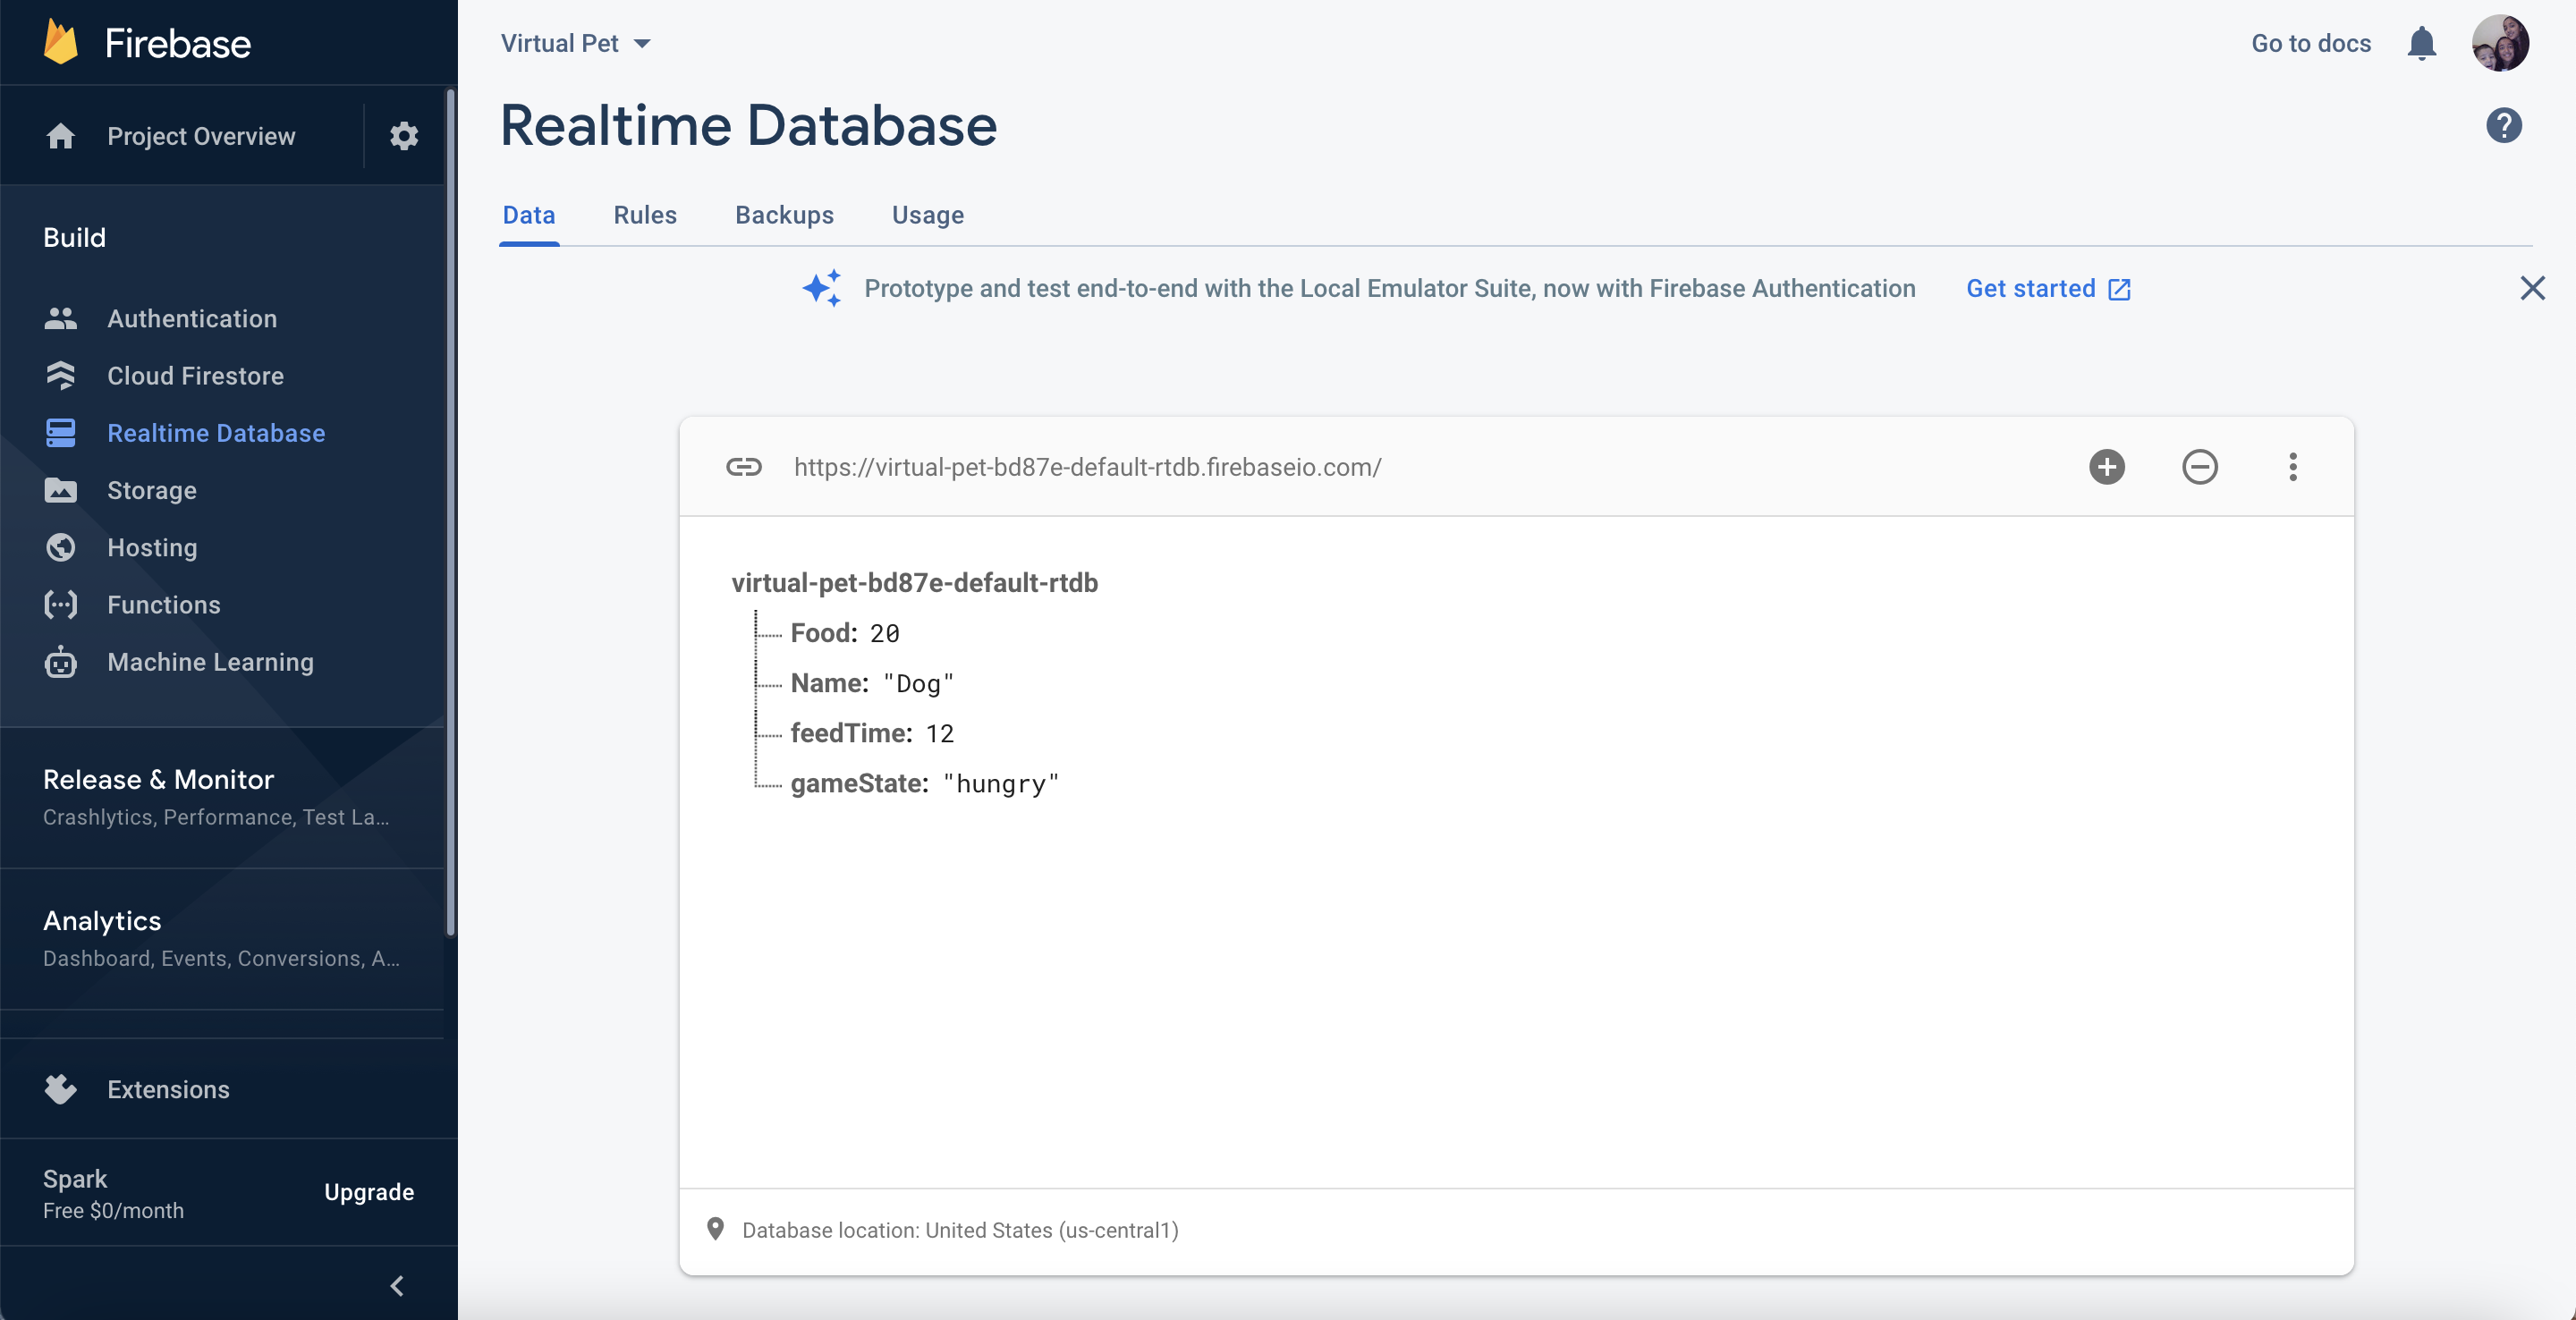 Firebase
Project Overview
Build
Authentication
Cloud Firestore
Realtime Database
Storage
Hosting
Functions
Machine Learning
Release & Monitor
Crashlytics, Performance, Test La...
Analytics
Dashboard, Events, Conversions, A...
Extensions
Spark
Free $0/month
Upgrade
Virtual Pet
Go to docs
Realtime Database
?
Data Rules Backups Usage
Prototype and test end-to-end with the Local Emulator Suite, now with Firebase Authentication Get started
https://virtual-pet-bd87e-default-rtdb.firebaseio.com/
virtual-pet-bd87e-default-rtdb
Food: 20
Name: "Dog"
feedTime: 12
gameState: "hungry"
Database location: United States (us-central1)